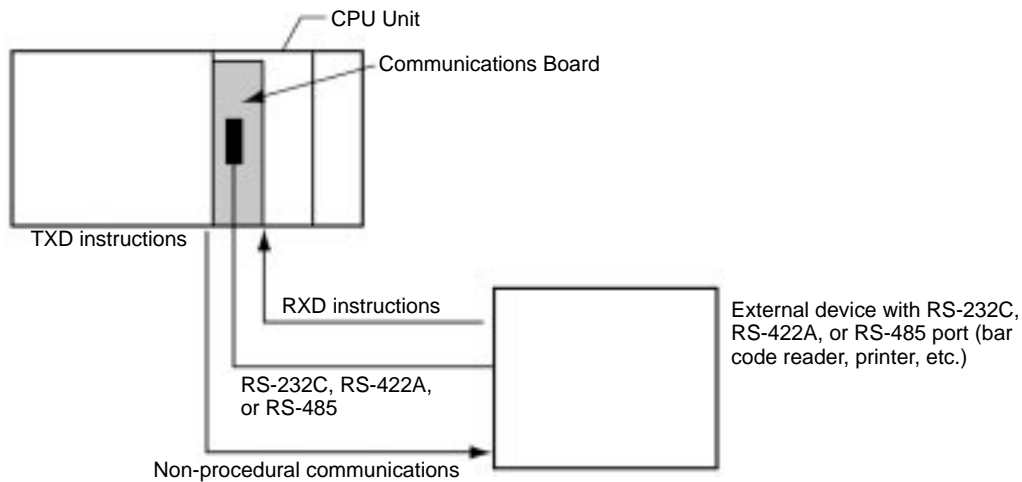 CPU Unit
Communications Board
TXD instructions
RXD instructions
External device with RS-232C,
RS-422A, or RS-485 port (bar
code reader, printer, etc.)
RS-232C, RS-422A,
or RS-485
Non-procedural communications